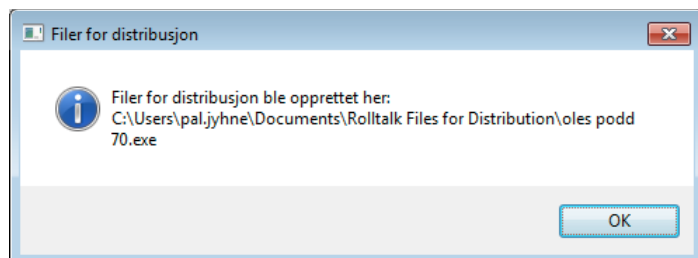 Filer for distribusjon
Filer for distribusjon ble opprettet her:
C:\Users\pal.jyhne\Documents\Rolltalk Files for Distribution\oles podd
70.exe
OK